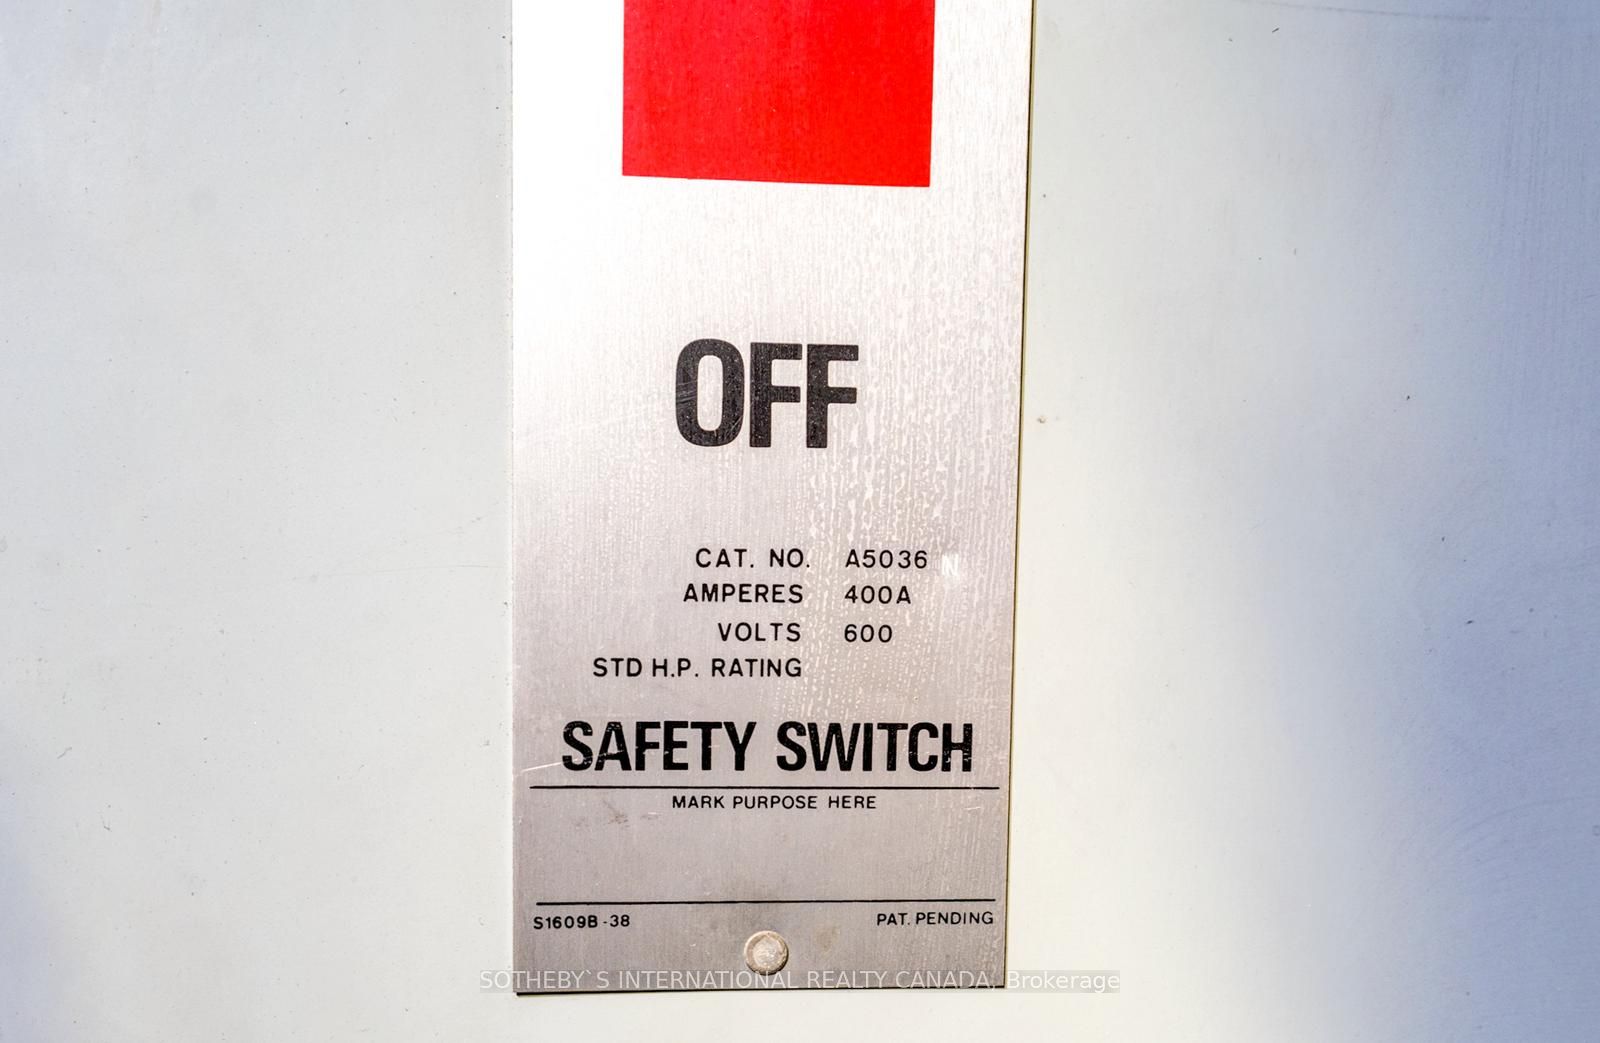 OFF
CAT. NO. A5036 N
AMPERES 400A
VOLTS 600
STD H.P. RATING
SAFETY SWITCH
MARK PURPOSE HERE
S1609B-38 PAT. PENDING
SOTHEBY`S INTERNATIONAL REALTY CANADA, Brokerage